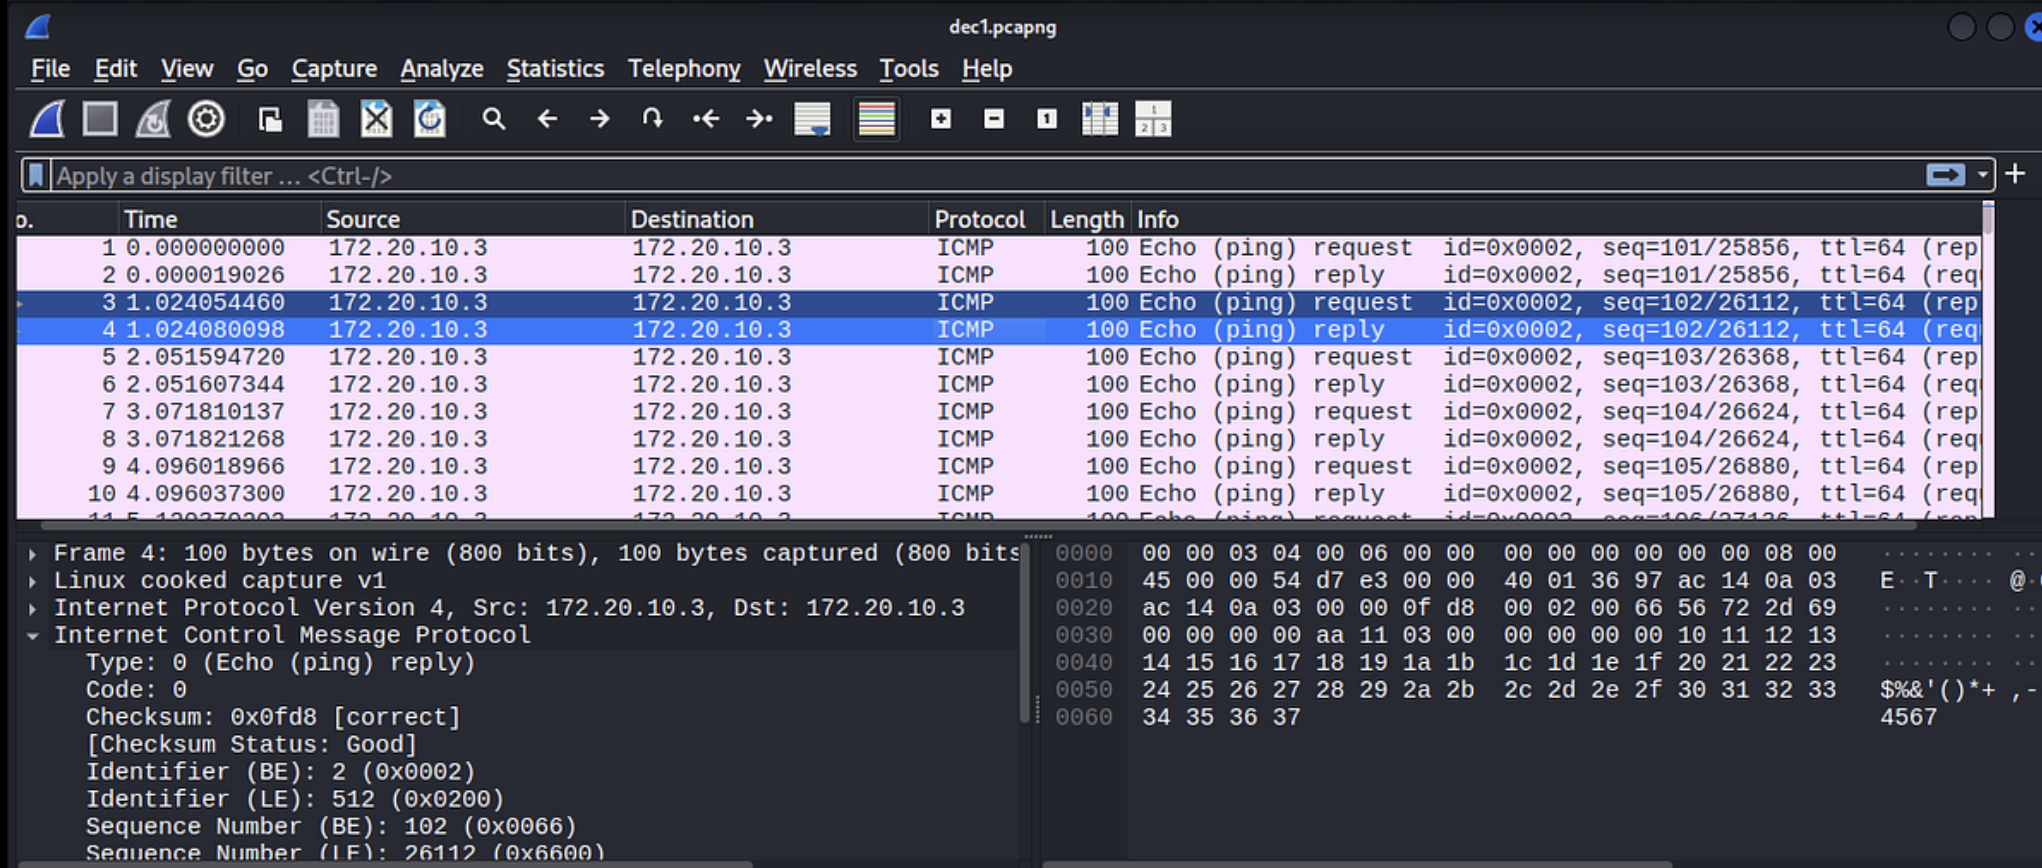 dec1.pcapng
File Edit View Go Capture Analyze Statistics Telephony Wireless Tools Help
1
2 3
Apply a display filter … <Ctrl-/>
o. Time Source Destination Protocol Length Info
1 0.000000000 172.20.10.3 172.20.10.3 ICMP 100 Echo (ping) request id=0x0002, seq=101/25856, ttl=64 (rep
2 0.000019026 172.20.10.3 172.20.10.3 ICMP 100 Echo (ping) reply id=0x0002, seq=101/25856, ttl=64 (req
3 1.024054460 172.20.10.3 172.20.10.3 ICMP 100 Echo (ping) request id=0x0002, seq=102/26112, ttl=64 (rep
4 1.024080098 172.20.10.3 172.20.10.3 ICMP 100 Echo (ping) reply id=0x0002, seq=102/26112, ttl=64 (req
5 2.051594720 172.20.10.3 172.20.10.3 ICMP 100 Echo (ping) request id=0x0002, seq=103/26368, ttl=64 (rep
6 2.051607344 172.20.10.3 172.20.10.3 ICMP 100 Echo (ping) reply id=0x0002, seq=103/26368, ttl=64 (req
7 3.071810137 172.20.10.3 172.20.10.3 ICMP 100 Echo (ping) request id=0x0002, seq=104/26624, ttl=64 (rep
8 3.071821268 172.20.10.3 172.20.10.3 ICMP 100 Echo (ping) reply id=0x0002, seq=104/26624, ttl=64 (req
9 4.096018966 172.20.10.3 172.20.10.3 ICMP 100 Echo (ping) request id=0x0002, seq=105/26880, ttl=64 (rep
10 4.096037300 172.20.10.3 172.20.10.3 ICMP 100 Echo (ping) reply id=0x0002, seq=105/26880, ttl=64 (req
Frame 4: 100 bytes on wire (800 bits), 100 bytes captured (800 bits
Linux cooked capture v1
Internet Protocol Version 4, Src: 172.20.10.3, Dst: 172.20.10.3
Internet Control Message Protocol
Type: 0 (Echo (ping) reply)
Code: 0
Checksum: 0x0fd8 [correct]
[Checksum Status: Good]
Identifier (BE): 2 (0x0002)
Identifier (LE): 512 (0x0200)
Sequence Number (BE): 102 (0x0066)
Sequence Number (LE): 26112 (0x6600)
0000 00 00 03 04 00 06 00 00 00 00 00 00 00 00 08 00 ········ ··
0010 45 00 00 54 d7 e3 00 00 40 01 36 97 ac 14 0a 03 E··T···· @·
0020 ac 14 0a 03 00 00 0f d8 00 02 00 66 56 72 2d 69 ········ ··
0030 00 00 00 00 aa 11 03 00 00 00 00 00 10 11 12 13 ········ ··
0040 14 15 16 17 18 19 1a 1b 1c 1d 1e 1f 20 21 22 23 ········ ··
0050 24 25 26 27 28 29 2a 2b 2c 2d 2e 2f 30 31 32 33 $%&'()*+ ,-
0060 34 35 36 37 4567